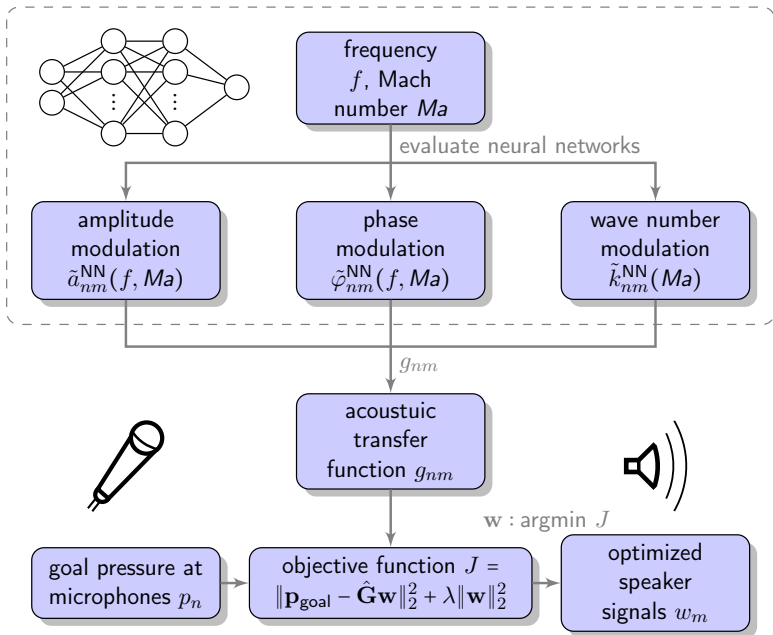 frequency
f, Mach
number Ma
evaluate neural networks
amplitude
modulation
ã^NN_nm(f, Ma)
phase
modulation
φ̃^NN_nm(f, Ma)
wave number
modulation
k̃^NN_nm(Ma)
g_nm
acoustuic
transfer
function g_nm
w : argmin J
goal pressure at
microphones p_n
objective function J =
‖p_goal − Ĝw‖²₂ + λ‖w‖²₂
optimized
speaker
signals w_m